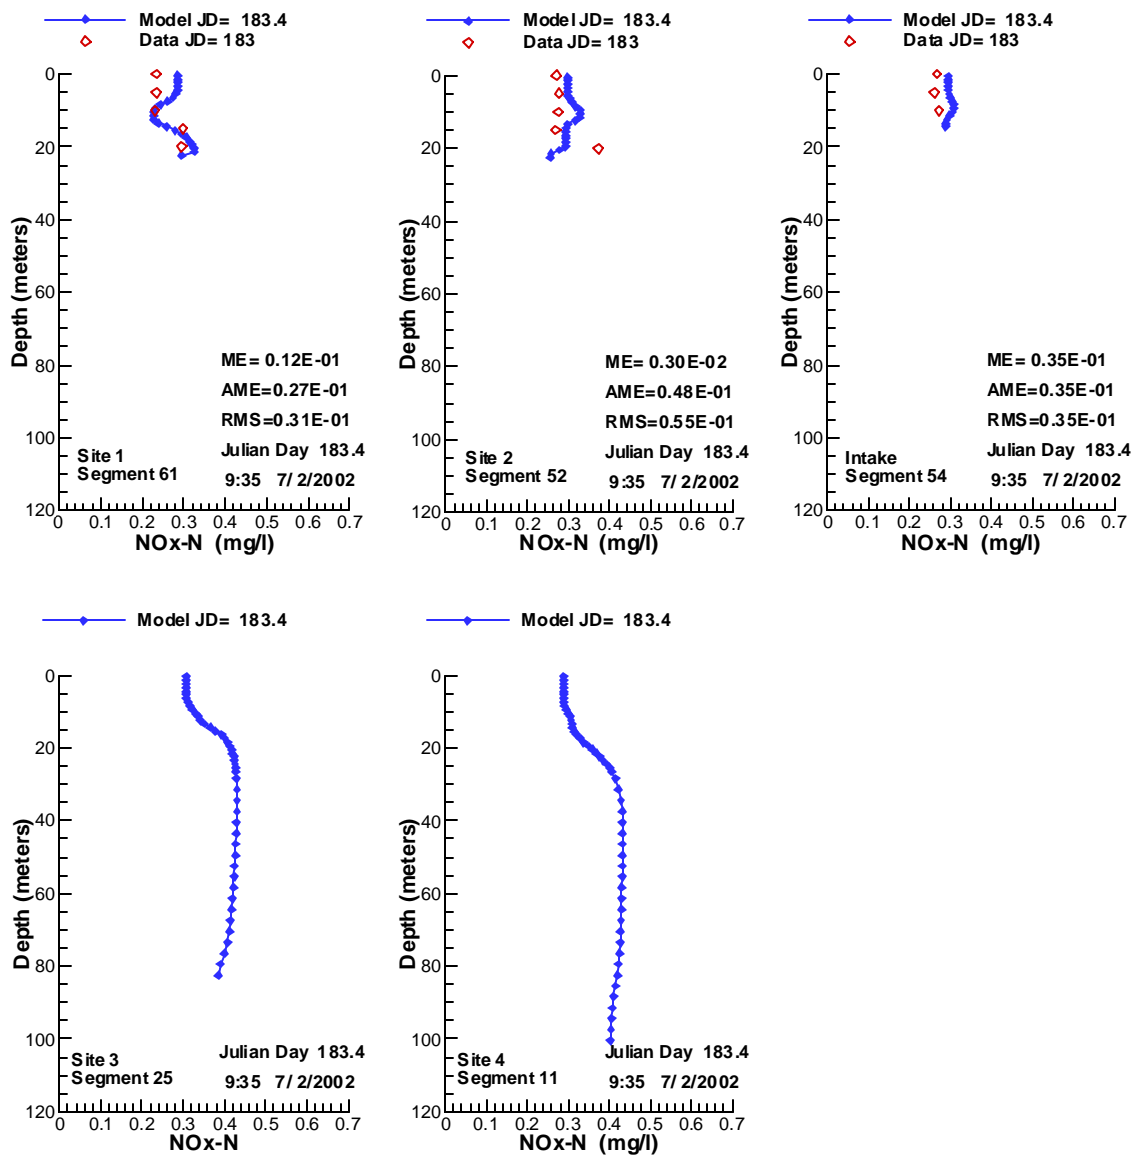 Model JD= 183.4
Data JD= 183
0
20
40
60
80
100
120
Depth (meters)
ME= 0.12E-01
AME=0.27E-01
RMS=0.31E-01
Site 1
Segment 61
Julian Day 183.4
9:35 7/2/2002
0 0.1 0.2 0.3 0.4 0.5 0.6 0.7
NOx-N (mg/l)
Model JD= 183.4
Data JD= 183
0
20
40
60
80
100
120
Depth (meters)
ME= 0.30E-02
AME=0.48E-01
RMS=0.55E-01
Site 2
Segment 52
Julian Day 183.4
9:35 7/2/2002
0 0.1 0.2 0.3 0.4 0.5 0.6 0.7
NOx-N (mg/l)
Model JD= 183.4
Data JD= 183
0
20
40
60
80
100
120
Depth (meters)
ME= 0.35E-01
AME=0.35E-01
RMS=0.35E-01
Intake
Segment 54
Julian Day 183.4
9:35 7/2/2002
0 0.1 0.2 0.3 0.4 0.5 0.6 0.7
NOx-N (mg/l)
Model JD= 183.4
0
20
40
60
80
100
120
Depth (meters)
Site 3
Segment 25
Julian Day 183.4
9:35 7/2/2002
0 0.1 0.2 0.3 0.4 0.5 0.6 0.7
NOx-N
Model JD= 183.4
0
20
40
60
80
100
120
Depth (meters)
Site 4
Segment 11
Julian Day 183.4
9:35 7/2/2002
0 0.1 0.2 0.3 0.4 0.5 0.6 0.7
NOx-N (mg/l)